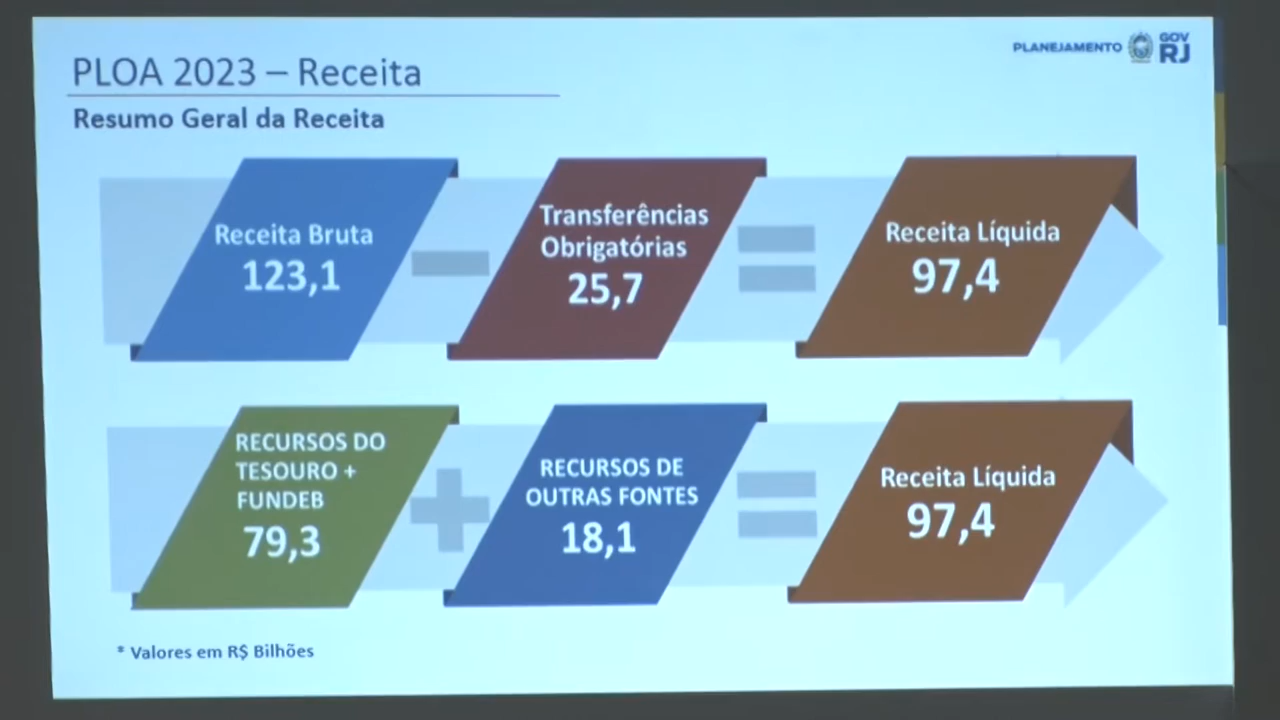 PLOA 2023 – Receita
PLANEJAMENTO
GOV
RJ
Resumo Geral da Receita
Receita Bruta
123,1
Transferências
Obrigatórias
25,7
Receita Líquida
97,4
RECURSOS DO
TESOURO +
FUNDEB
79,3
RECURSOS DE
OUTRAS FONTES
18,1
Receita Líquida
97,4
* Valores em R$ Bilhões